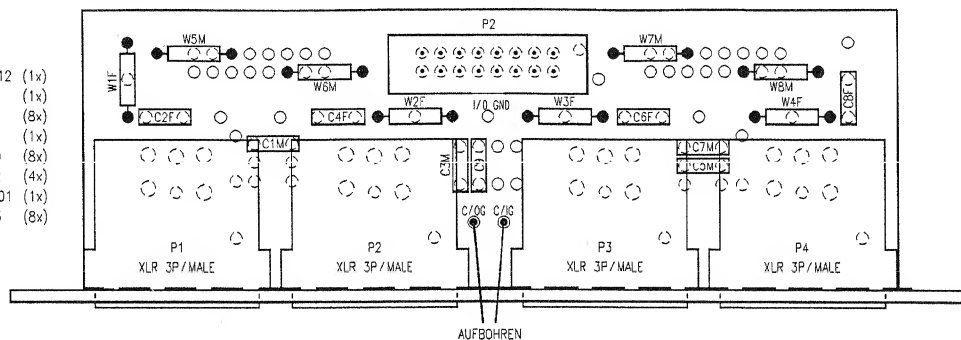 P2
W5M
W7M
W1F
W6M
W8M
C8F
12 (1x)
(1x)
(8x)
(1x)
(8x)
(4x)
01 (1x)
(8x)
C2F
C4F
W2F
I/O GND
W3F
C6F
W4F
C1M
C3M
C9
C7M
C5M
C/OG
C/IG
P1
XLR 3P/MALE
P2
XLR 3P/MALE
P3
XLR 3P/MALE
P4
XLR 3P/MALE
AUFBOHREN